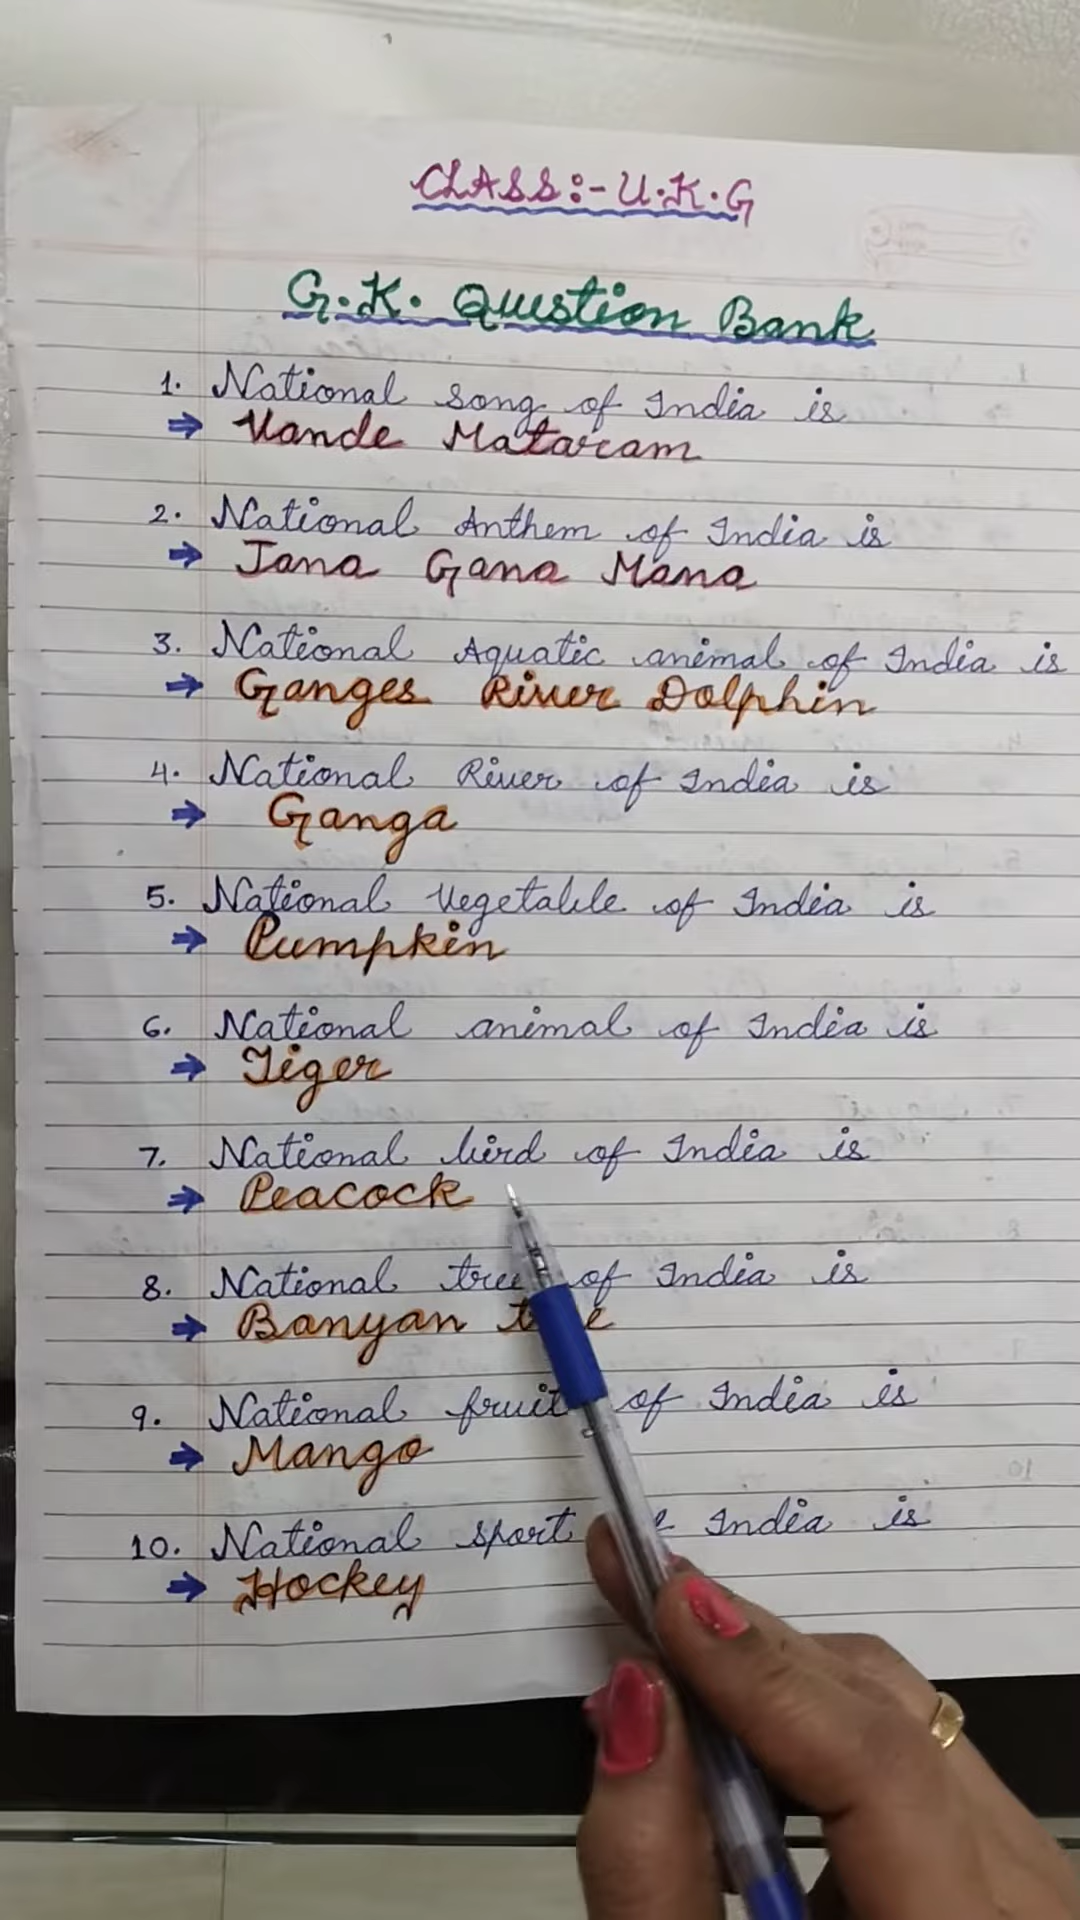 CLASS:- U.K.G
G.K. Question Bank
1. National song of India is
➡ Vande Mataram
2. National Anthem of India is
➡ Jana Gana Mana
3. National Aquatic animal of India is
➡ Ganges River Dolphin
4. National River of India is
➡ Ganga
5. National Vegetable of India is
➡ Pumpkin
6. National animal of India is
➡ Tiger
7. National bird of India is
➡ Peacock
8. National tree of India is
➡ Banyan
9. National fruit of India is
➡ Mango
10. National sport India is
➡ Hockey